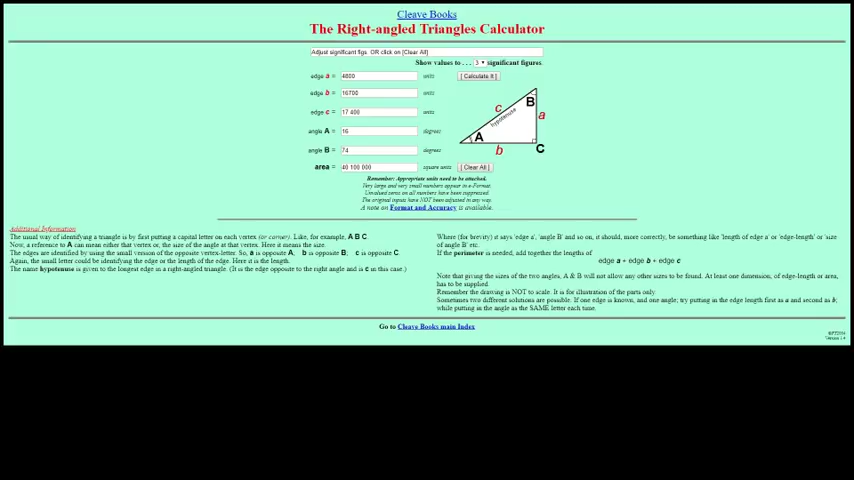 Cleave Books
The Right-angled Triangles Calculator
Adjust significant figs OR click on [Clear All]
Show values to . . . 3 significant figures.
edge a = 4800 units [ Calculate It ]
edge b = 16700 units
edge c = 17 400 units
angle A = 16 degrees
angle B = 74 degrees
area = 40 100 000 square units [ Clear All ]
c
hypotenuse
B
a
A
b
C
Remember: Appropriate units need to be attached.
Very large and very small numbers appear in e-Format.
Unvalued zeros on all numbers have been suppressed.
The original inputs have NOT been adjusted in any way.
A note on Format and Accuracy is available.
Additional Information
The usual way of identifying a triangle is by first putting a capital letter on each vertex (or corner). Like, for example, A B C.
Now, a reference to A can mean either that vertex or, the size of the angle at that vertex. Here it means the size.
The edges are identified by using the small version of the opposite vertex-letter. So, a is opposite A; b is opposite B; c is opposite C.
Again, the small letter could be identifying the edge or the length of the edge. Here it is the length.
The name hypotenuse is given to the longest edge in a right-angled triangle. (It is the edge opposite to the right angle and is c in this case.)
Where (for brevity) it says 'edge a', 'angle B' and so on, it should, more correctly, be something like 'length of edge a' or 'edge-length' or 'size
of angle B' etc.
If the perimeter is needed, add together the lengths of
edge a + edge b + edge c
Note that giving the sizes of the two angles, A & B will not allow any other sizes to be found. At least one dimension, of edge-length or area,
has to be supplied.
Remember the drawing is NOT to scale. It is for illustration of the parts only.
Sometimes two different solutions are possible. If one edge is known, and one angle; try putting in the edge length first as a and second as b;
while putting in the angle as the SAME letter each time.
Go to Cleave Books main Index
Version 1.4